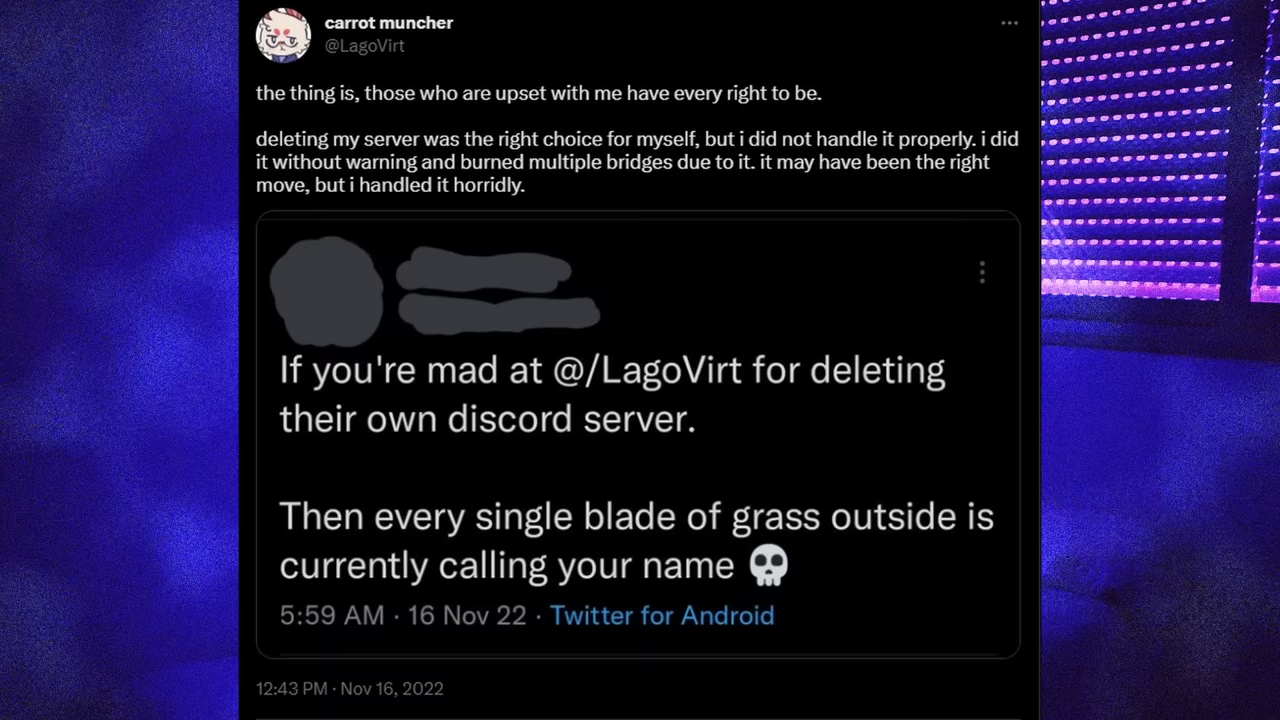 carrot muncher
@LagoVirt
the thing is, those who are upset with me have every right to be.
deleting my server was the right choice for myself, but i did not handle it properly. i did
it without warning and burned multiple bridges due to it. it may have been the right
move, but i handled it horridly.
If you're mad at @/LagoVirt for deleting
their own discord server.
Then every single blade of grass outside is
currently calling your name 💀
5:59 AM · 16 Nov 22 · Twitter for Android
12:43 PM · Nov 16, 2022